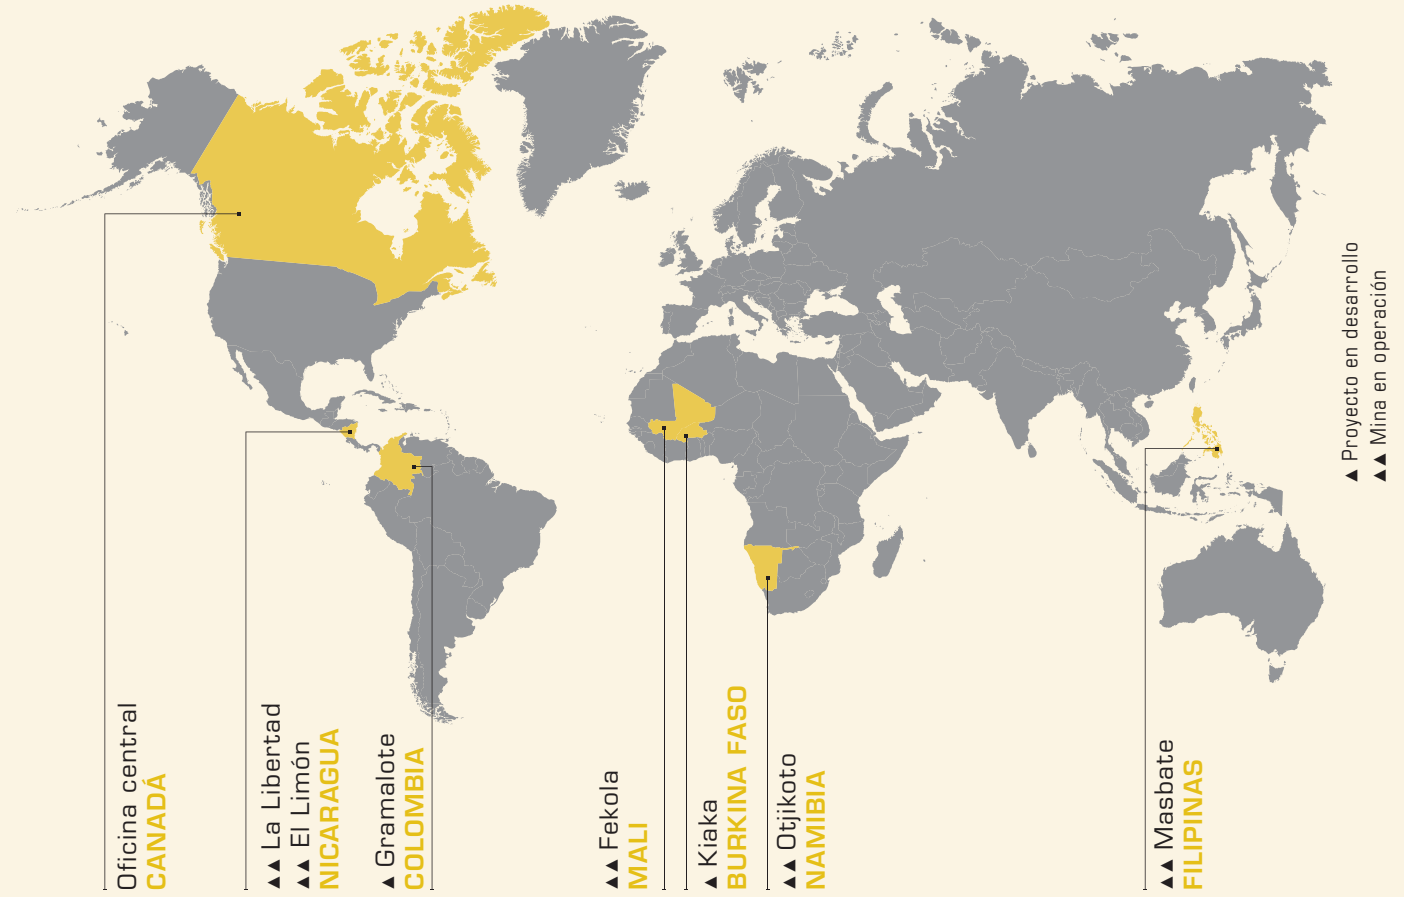 Oficina central
CANADÁ
▲▲ La Libertad
▲▲ El Limón
NICARAGUA
▲ Gramalote
COLOMBIA
▲▲ Fekola
MALI
▲ Kiaka
BURKINA FASO
▲▲ Otjikoto
NAMIBIA
▲▲ Masbate
FILIPINAS
▲ Proyecto en desarrollo
▲▲ Mina en operación